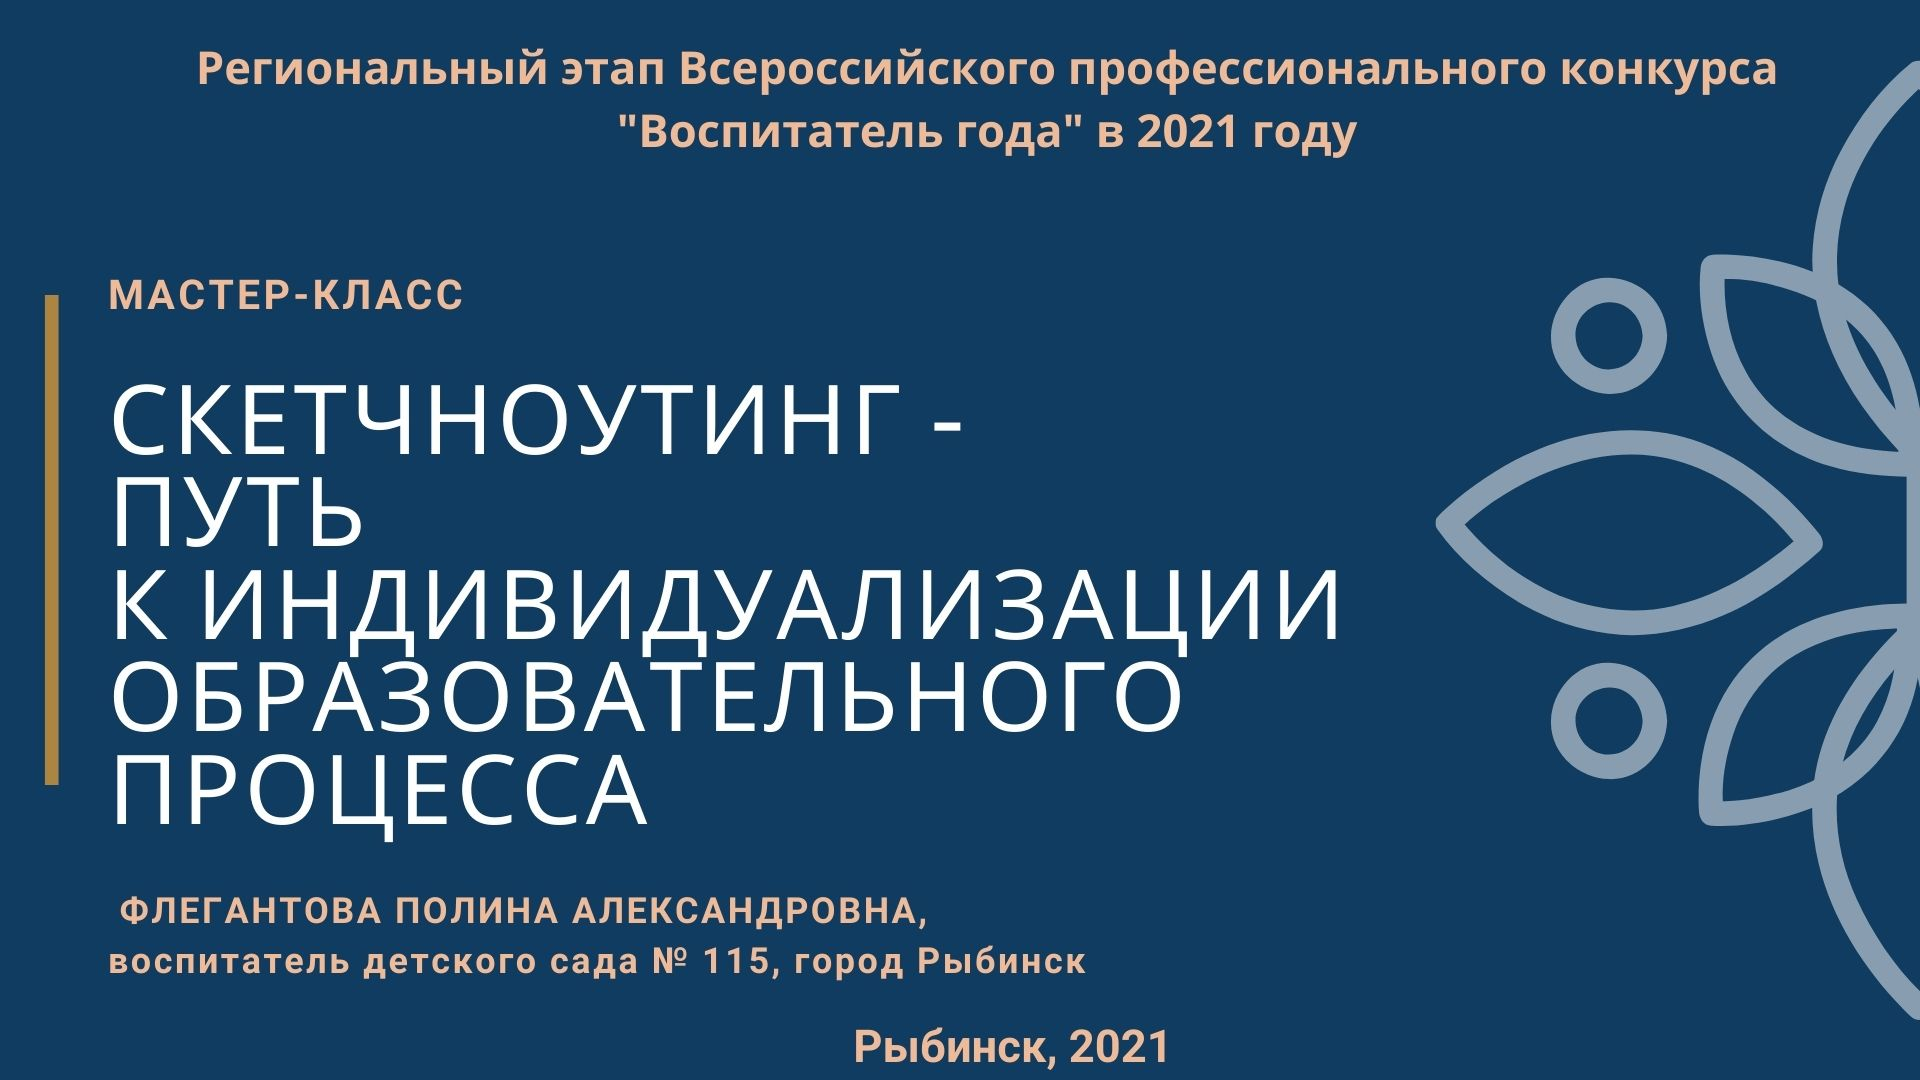 Региональный этап Всероссийского профессионального конкурса
"Воспитатель года" в 2021 году
МАСТЕР-КЛАСС
СКЕТЧНОУТИНГ -
ПУТЬ
К ИНДИВИДУАЛИЗАЦИИ
ОБРАЗОВАТЕЛЬНОГО
ПРОЦЕССА
ФЛЕГАНТОВА ПОЛИНА АЛЕКСАНДРОВНА,
воспитатель детского сада № 115, город Рыбинск
Рыбинск, 2021